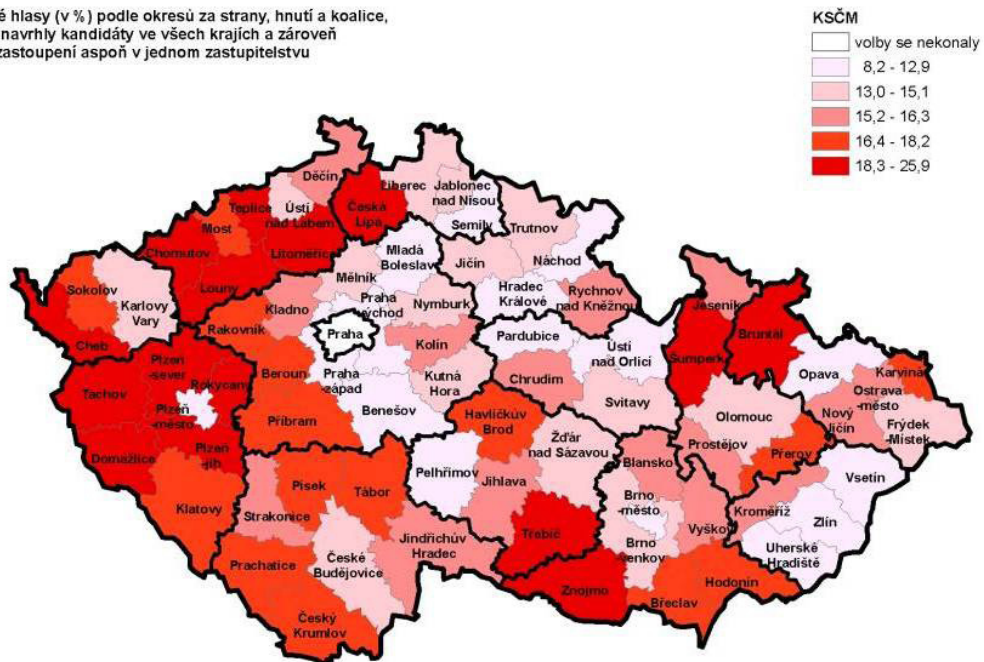 é hlasy (v %) podle okresů za strany, hnutí a koalice,
navrhly kandidáty ve všech krajích a zároveň
zastoupení aspoň v jednom zastupitelstvu
KSČM
volby se nekonaly
8,2 - 12,9
13,0 - 15,1
15,2 - 16,3
16,4 - 18,2
18,3 - 25,9
Děčín
Liberec
Jablonec
nad Nisou
Teplice
Ústí
nad Labem
Česká
Lípa
Most
Semily
Trutnov
Chomutov
Litoměřice
Mladá
Boleslav
Jičín
Náchod
Louny
Mělník
Sokolov
Karlovy
Vary
Kladno
Praha
východ
Nymburk
Hradec
Králové
Rychnov
nad Kněžnou
Jeseník
Cheb
Rakovník
Praha
Kolín
Pardubice
Ústí
nad Orlicí
Šumperk
Bruntál
Plzeň
-sever
Rokycany
Beroun
Praha
-západ
Kutná
Hora
Chrudim
Opava
Karviná
Tachov
Plzeň
-město
Benešov
Svitavy
Ostrava
-město
Příbram
Havlíčkův
Brod
Olomouc
Nový
Jičín
Frýdek
-Místek
Domažlice
Plzeň
-jih
Žďár
nad Sázavou
Prostějov
Přerov
Pelhřimov
Blansko
Vsetín
Klatovy
Písek
Tábor
Jihlava
Brno
-město
Kroměříž
Strakonice
Vyškov
Zlín
Třebíč
Brno
venkov
Jindřichův
Hradec
Uherské
Hradiště
Prachatice
České
Budějovice
Znojmo
Hodonín
Břeclav
Český
Krumlov